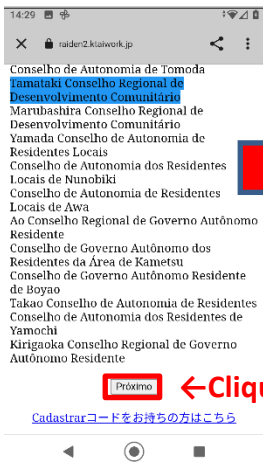 14:29
raiden2.ktaiwork.jp
Conselho de Autonomia de Tomoda
Tamataki Conselho Regional de
Desenvolvimento Comunitário
Marubashira Conselho Regional de
Desenvolvimento Comunitário
Yamada Conselho de Autonomia de
Residentes Locais
Conselho de Autonomia dos Residentes
Locais de Nunobiki
Conselho de Autonomia de Residentes
Locais de Awa
Ao Conselho Regional de Governo Autônomo
Residente
Conselho de Governo Autônomo dos
Residentes da Área de Kametsu
Conselho de Governo Autônomo Residente
de Boyao
Takao Conselho de Autonomia de Residentes
Conselho de Autonomia dos Residentes de
Yamochi
Kirigaoka Conselho Regional de Governo
Autônomo Residente
Próximo ←Cliqu
Cadastrarコードをお持ちの方はこちら